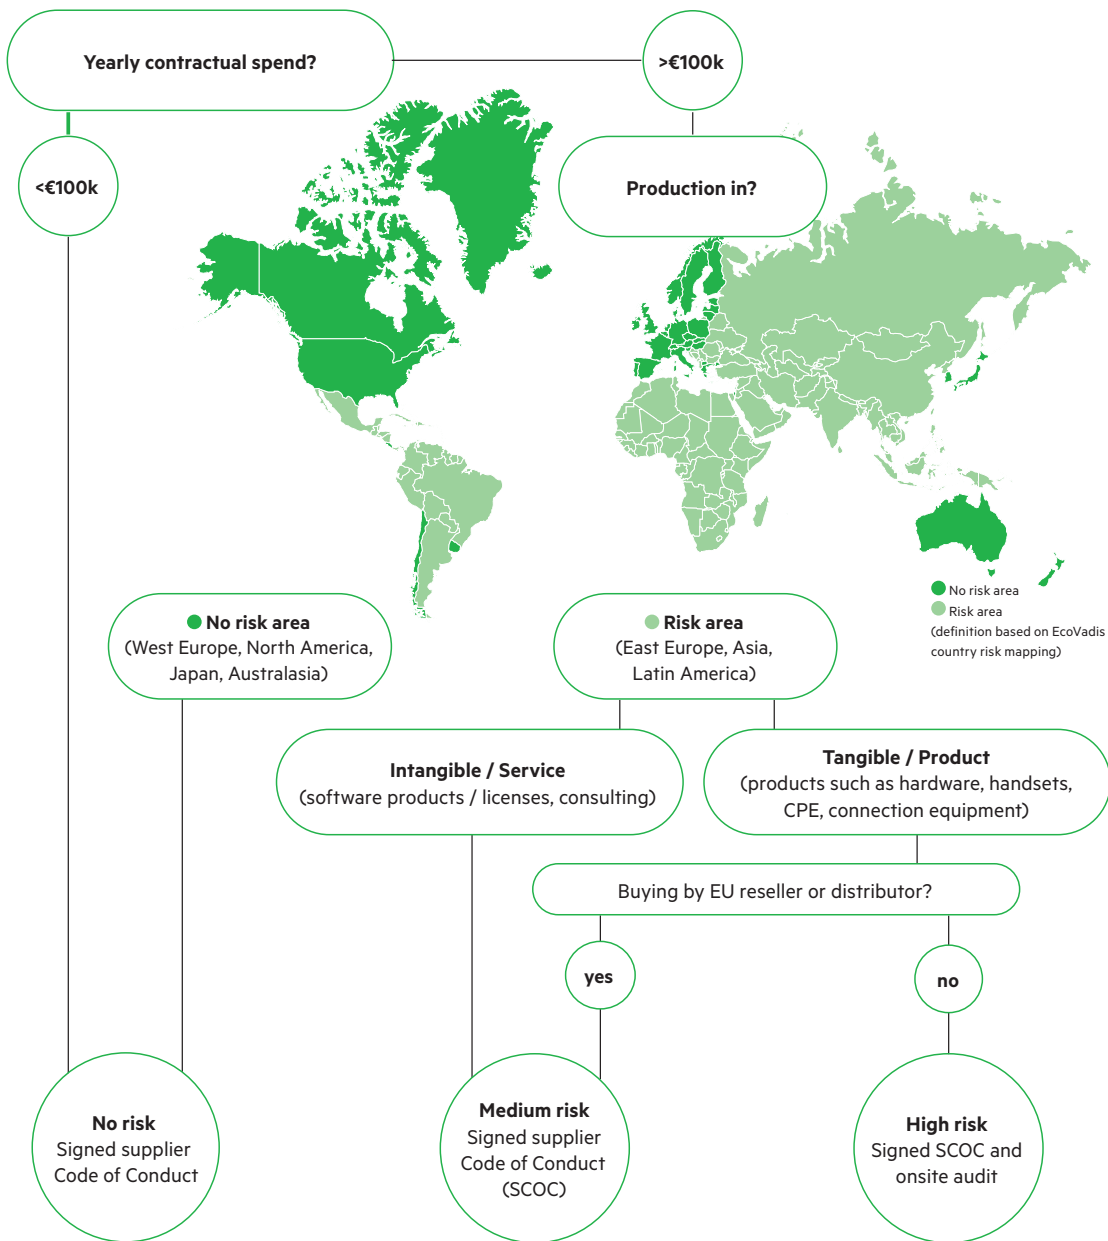 Yearly contractual spend?
>€100k
<€100k
Production in?
No risk area
Risk area
(definition based on EcoVadis
country risk mapping)
No risk area
(West Europe, North America,
Japan, Australasia)
Risk area
(East Europe, Asia,
Latin America)
Intangible / Service
(software products / licenses, consulting)
Tangible / Product
(products such as hardware, handsets,
CPE, connection equipment)
Buying by EU reseller or distributor?
yes
no
No risk
Signed supplier
Code of Conduct
Medium risk
Signed supplier
Code of Conduct
(SCOC)
High risk
Signed SCOC and
onsite audit